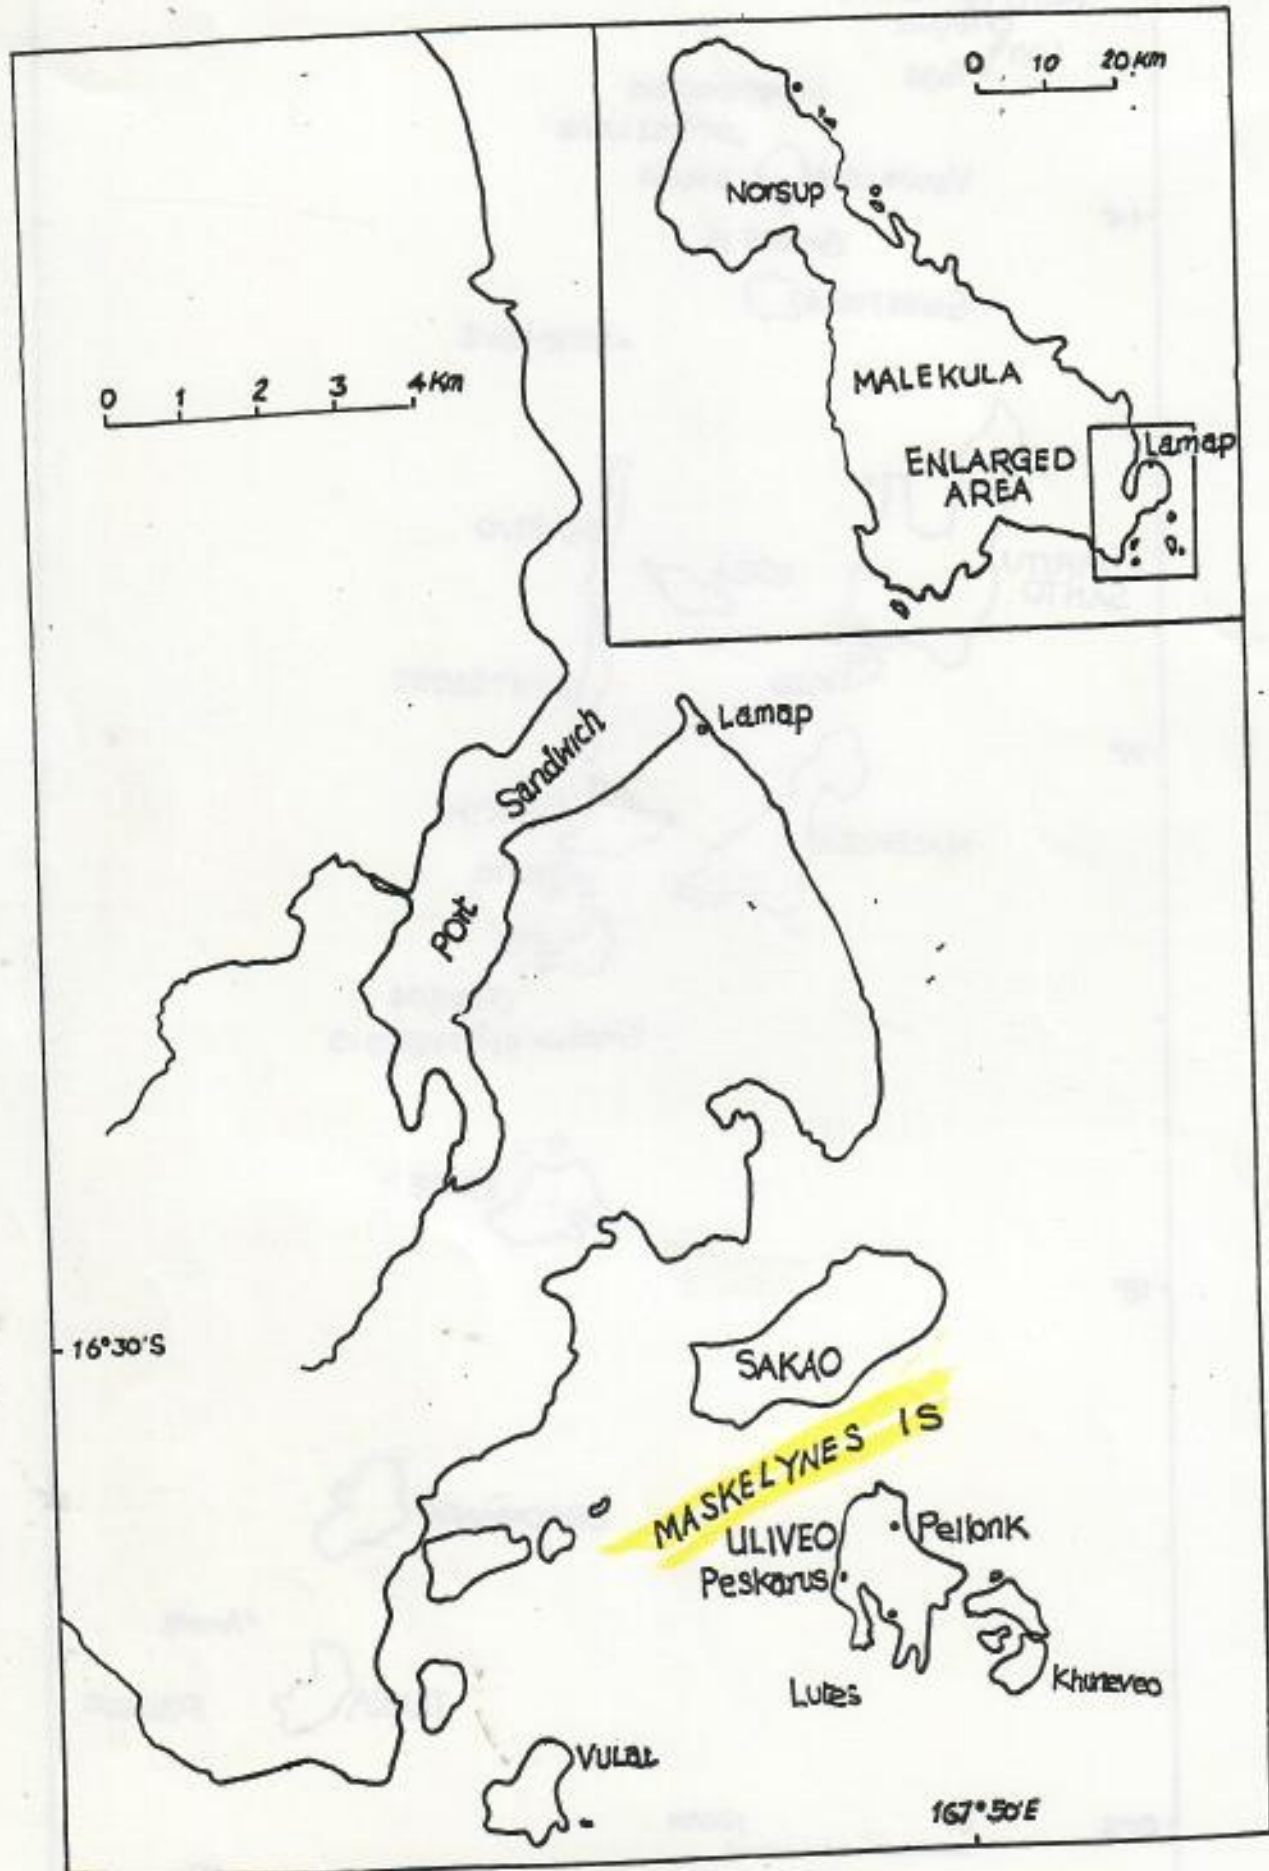 0 10 20 Km
Norsup
MALEKULA
ENLARGED
AREA
Lamap
0 1 2 3 4 Km
Lamap
Port Sandwich
16°30'S
SAKAO
MASKELYNES IS
ULIVEO
Pellonk
Peskarus
Lutes
Khuneveo
Vulai
167°50'E